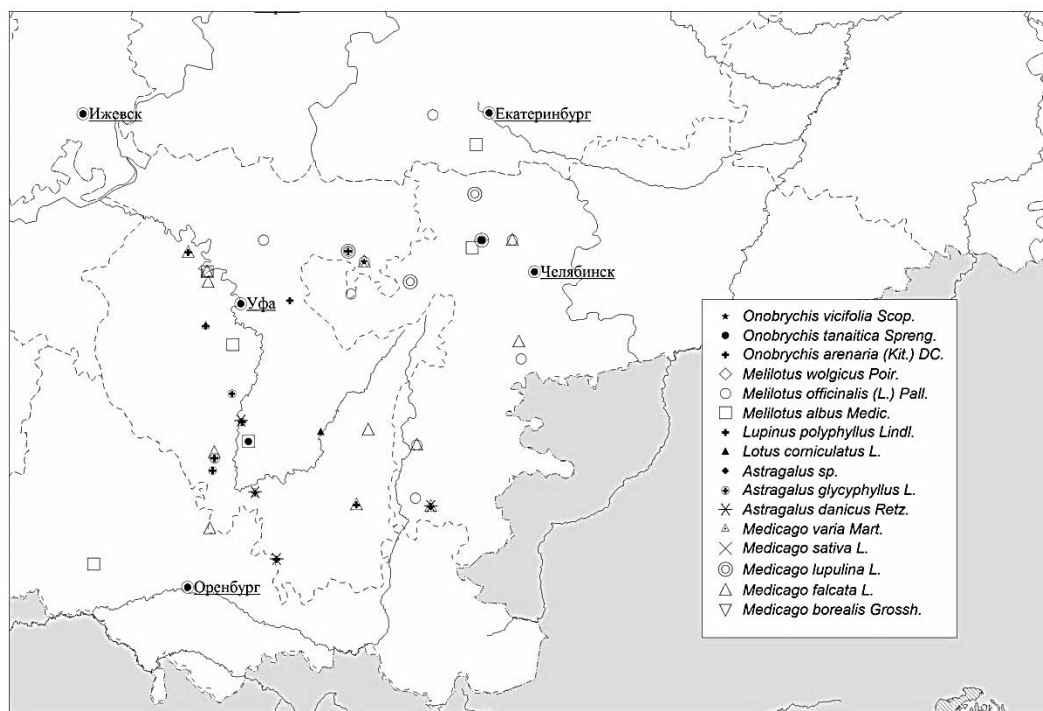 Ижевск
Екатеринбург
Челябинск
Уфа
Оренбург
Onobrychis vicifolia Scop.
Onobrychis tanaitica Spreng.
Onobrychis arenaria (Kit.) DC.
Melilotus wolgicus Poir.
Melilotus officinalis (L.) Pall.
Melilotus albus Medic.
Lupinus polyphyllus Lindl.
Lotus corniculatus L.
Astragalus sp.
Astragalus glycyphyllus L.
Astragalus danicus Retz.
Medicago varia Mart.
Medicago sativa L.
Medicago lupulina L.
Medicago falcata L.
Medicago borealis Grossh.